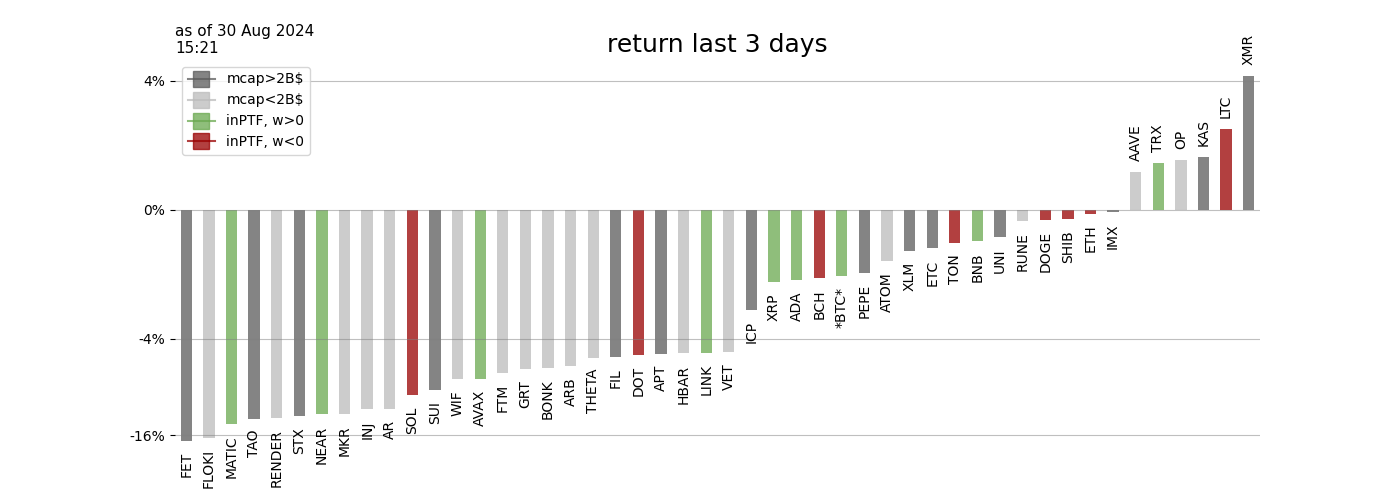 as of 30 Aug 2024
15:21
return last 3 days
mcap>2B$
mcap<2B$
inPTF, w>0
inPTF, w<0
4%
0%
-4%
-16%
FET
FLOKI
MATIC
TAO
RENDER
STX
NEAR
MKR
INJ
AR
SOL
SUI
WIF
AVAX
FTM
GRT
BONK
ARB
THETA
FIL
DOT
APT
HBAR
LINK
VET
ICP
XRP
ADA
BCH
*BTC*
PEPE
ATOM
XLM
ETC
TON
BNB
UNI
RUNE
DOGE
SHIB
ETH
IMX
AAVE
TRX
OP
KAS
LTC
XMR